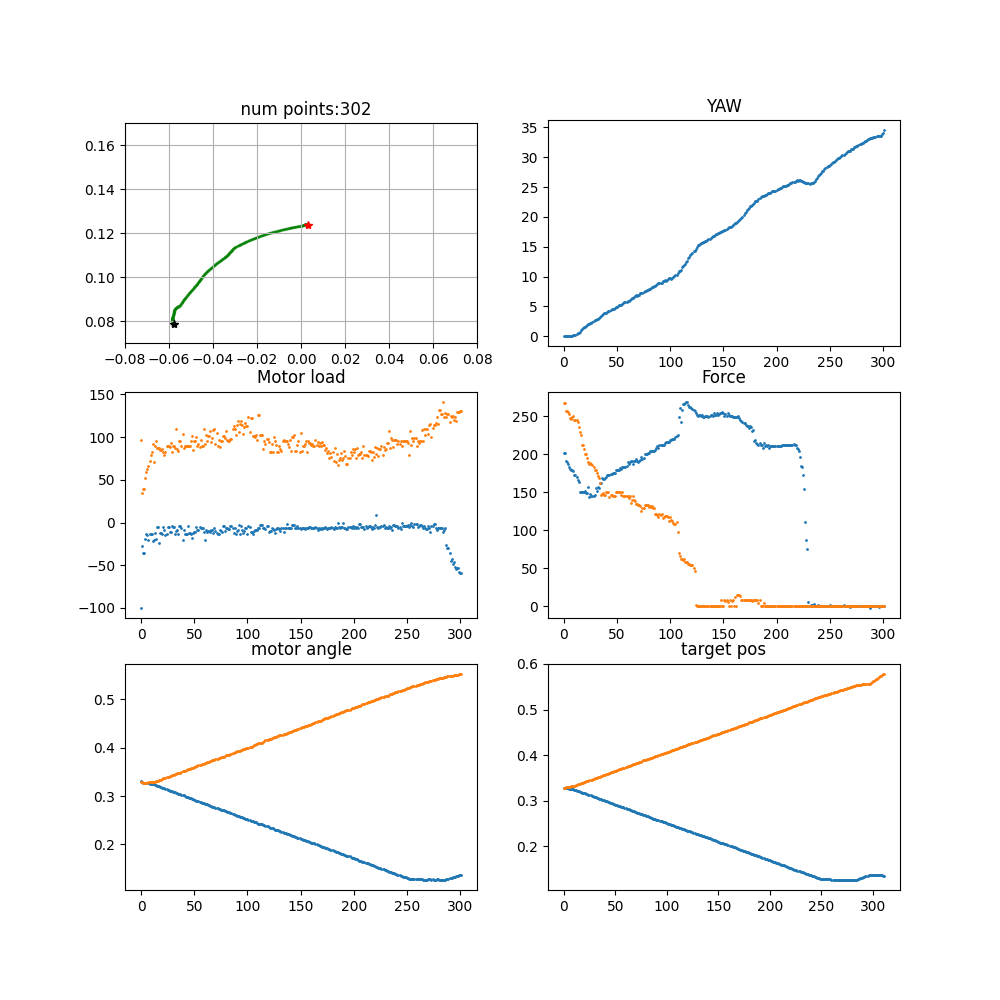 num points:302
0.16
0.14
0.12
0.10
0.08
−0.08 −0.06 −0.04 −0.02 0.00 0.02 0.04 0.06 0.08
YAW
35
30
25
20
15
10
5
0
0 50 100 150 200 250 300
Motor load
150
100
50
0
−50
−100
0 50 100 150 200 250 300
Force
250
200
150
100
50
0
0 50 100 150 200 250 300
motor angle
0.5
0.4
0.3
0.2
0 50 100 150 200 250 300
target pos
0.6
0.5
0.4
0.3
0.2
0 50 100 150 200 250 300